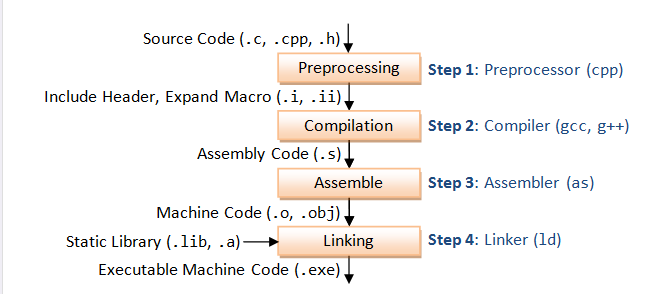 Source Code (.c, .cpp, .h)
Preprocessing
Step 1: Preprocessor (cpp)
Include Header, Expand Macro (.i, .ii)
Compilation
Step 2: Compiler (gcc, g++)
Assembly Code (.s)
Assemble
Step 3: Assembler (as)
Machine Code (.o, .obj)
Static Library (.lib, .a)
Linking
Step 4: Linker (ld)
Executable Machine Code (.exe)